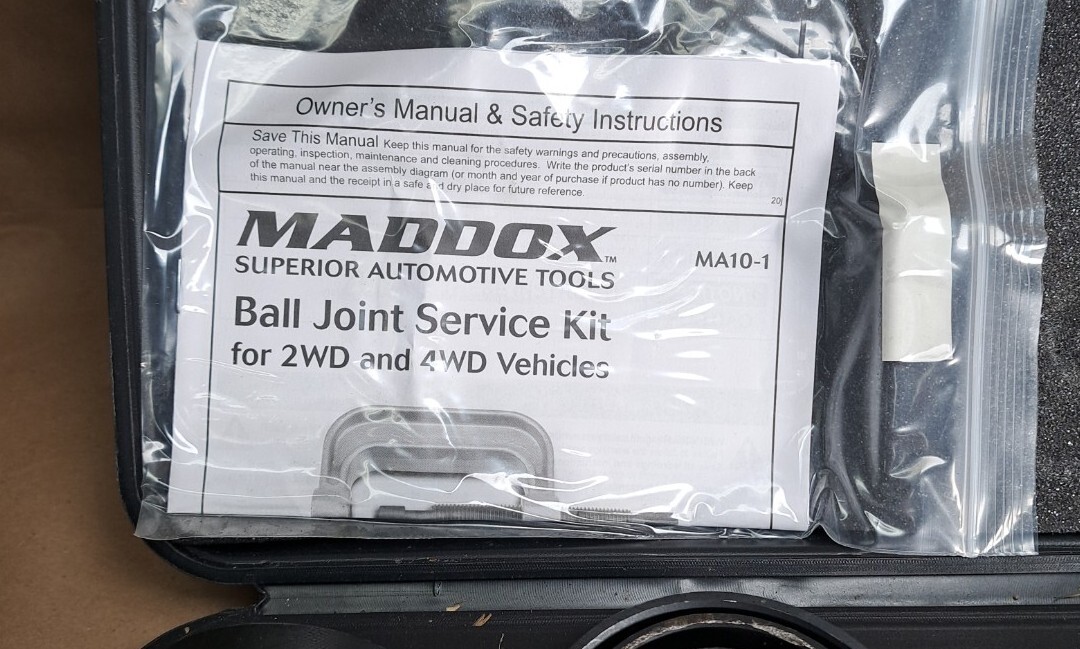 Owner's Manual & Safety Instructions
Save This Manual Keep this manual for the safety warnings and precautions, assembly,
operating, inspection, maintenance and cleaning procedures. Write the product's serial number in the back
of the manual near the assembly diagram (or month and year of purchase if product has no number). Keep
this manual and the receipt in a safe and dry place for future reference.
20j
MADDOX™
MA10-1
SUPERIOR AUTOMOTIVE TOOLS
Ball Joint Service Kit
for 2WD and 4WD Vehicles